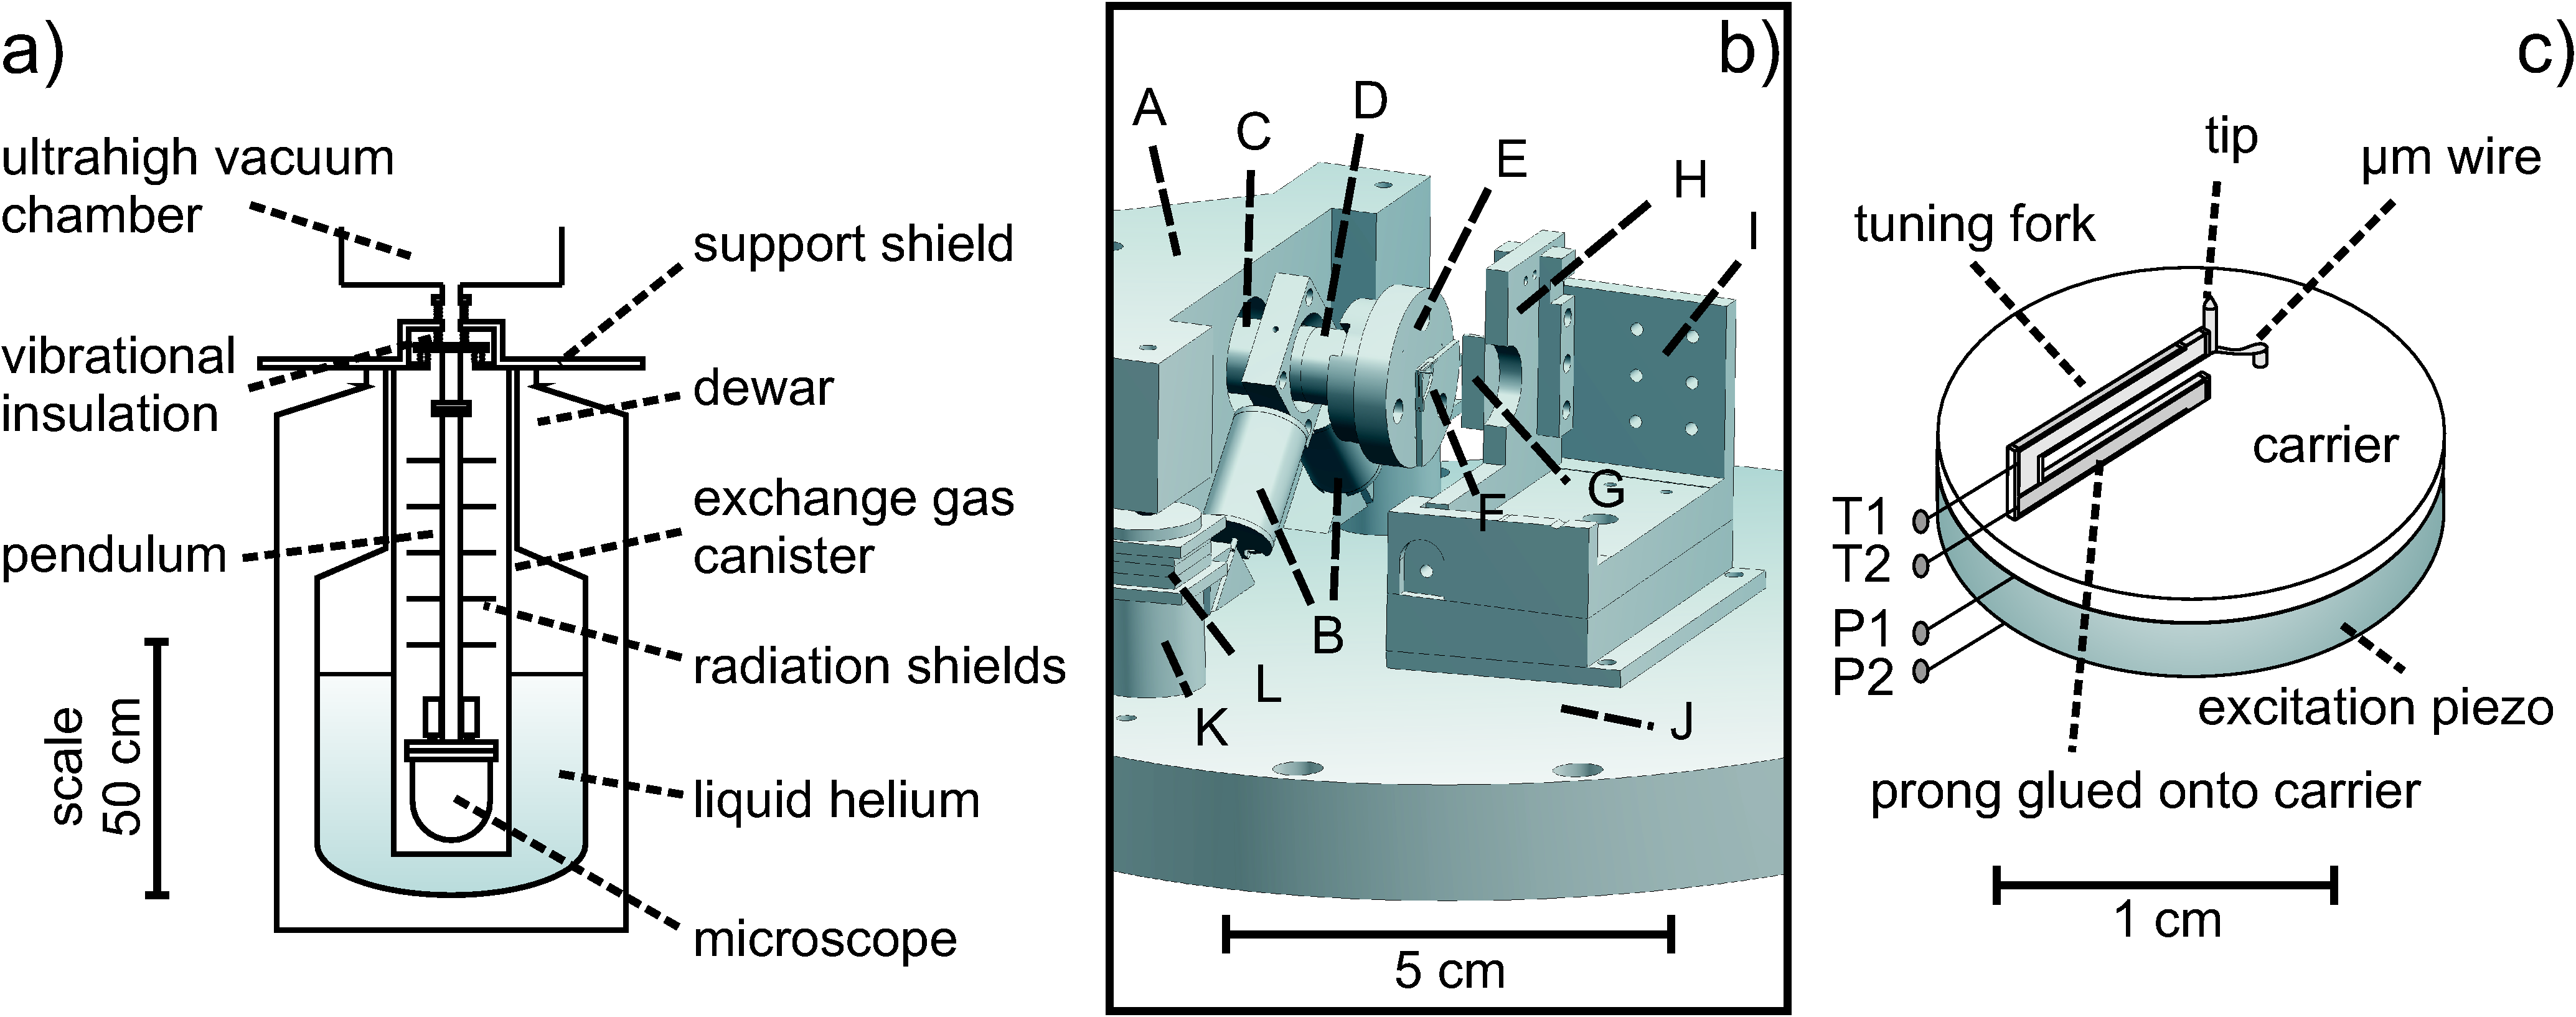 a)
ultrahigh vacuum
chamber
support shield
vibrational
insulation
dewar
exchange gas
canister
pendulum
radiation shields
scale
50 cm
liquid helium
microscope
b)
A
C
D
E
H
I
F
G
B
L
K
J
5 cm
c)
tip
µm wire
tuning fork
carrier
T1
T2
P1
P2
excitation piezo
prong glued onto carrier
1 cm